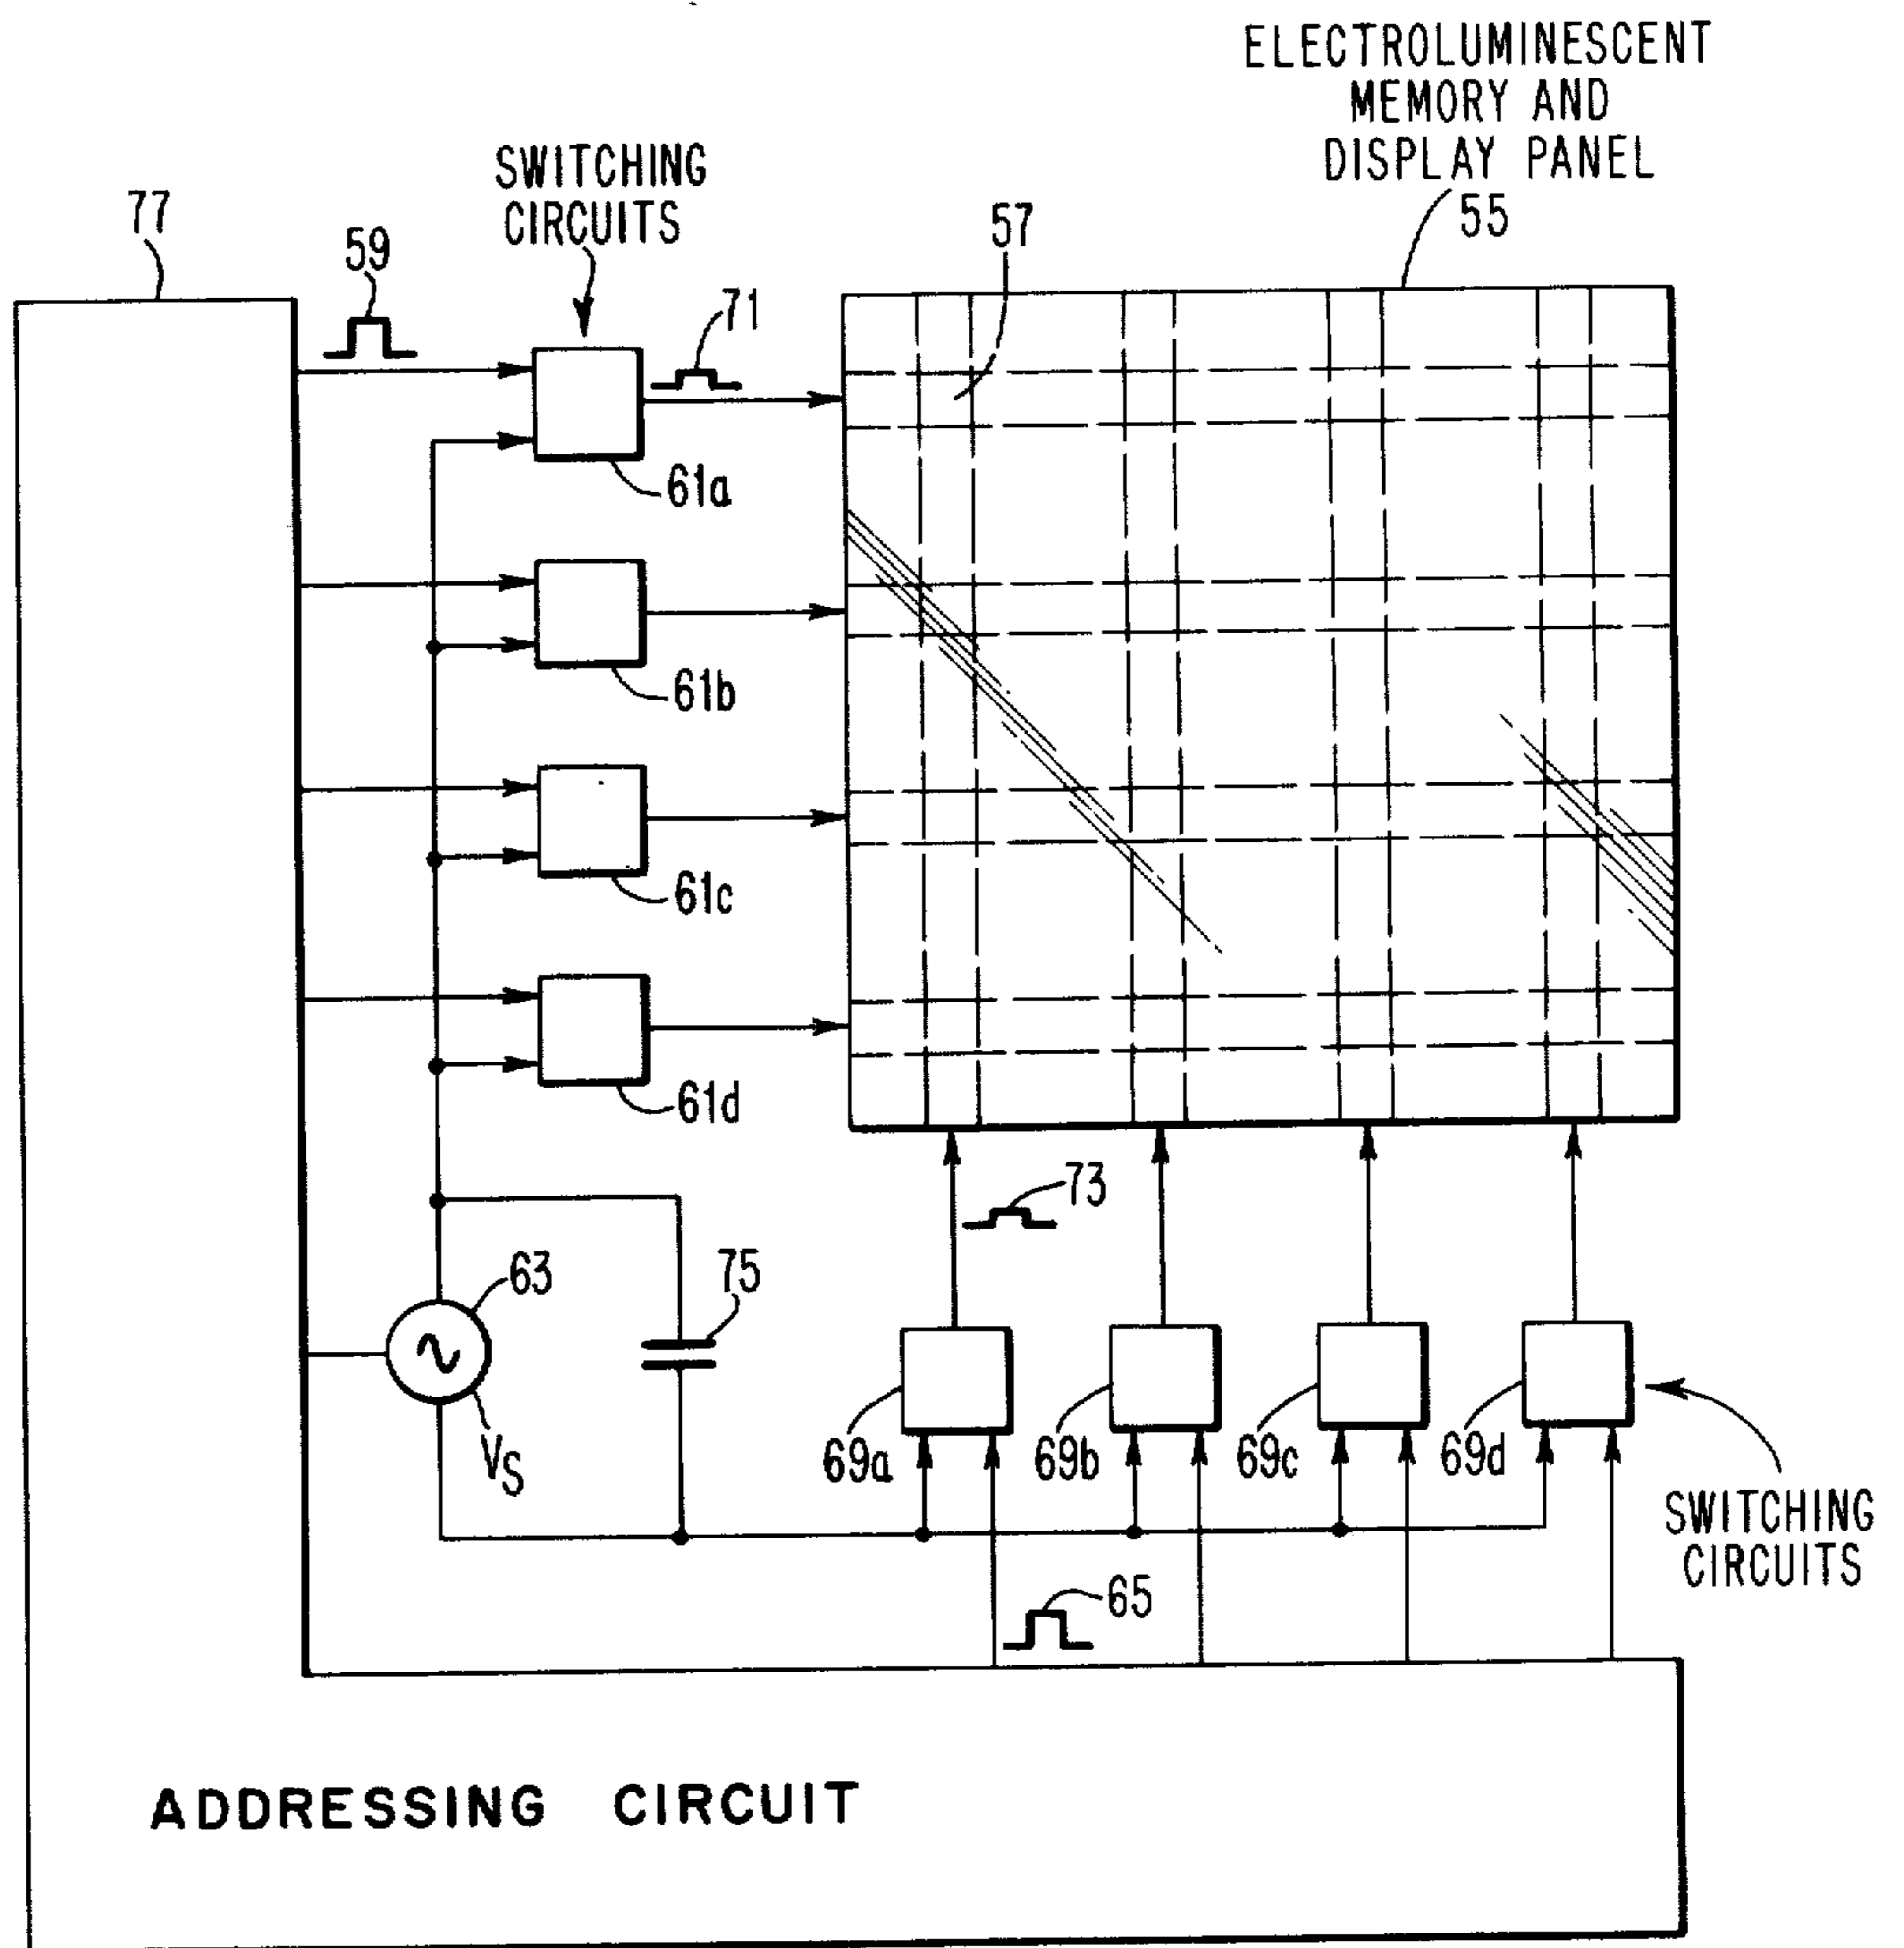 ELECTROLUMINESCENT
MEMORY AND
DISPLAY PANEL
55
SWITCHING
CIRCUITS
77
59
57
71
61a
61b
61c
61d
73
63
75
VS
69a
69b
69c
69d
SWITCHING
CIRCUITS
65
ADDRESSING CIRCUIT